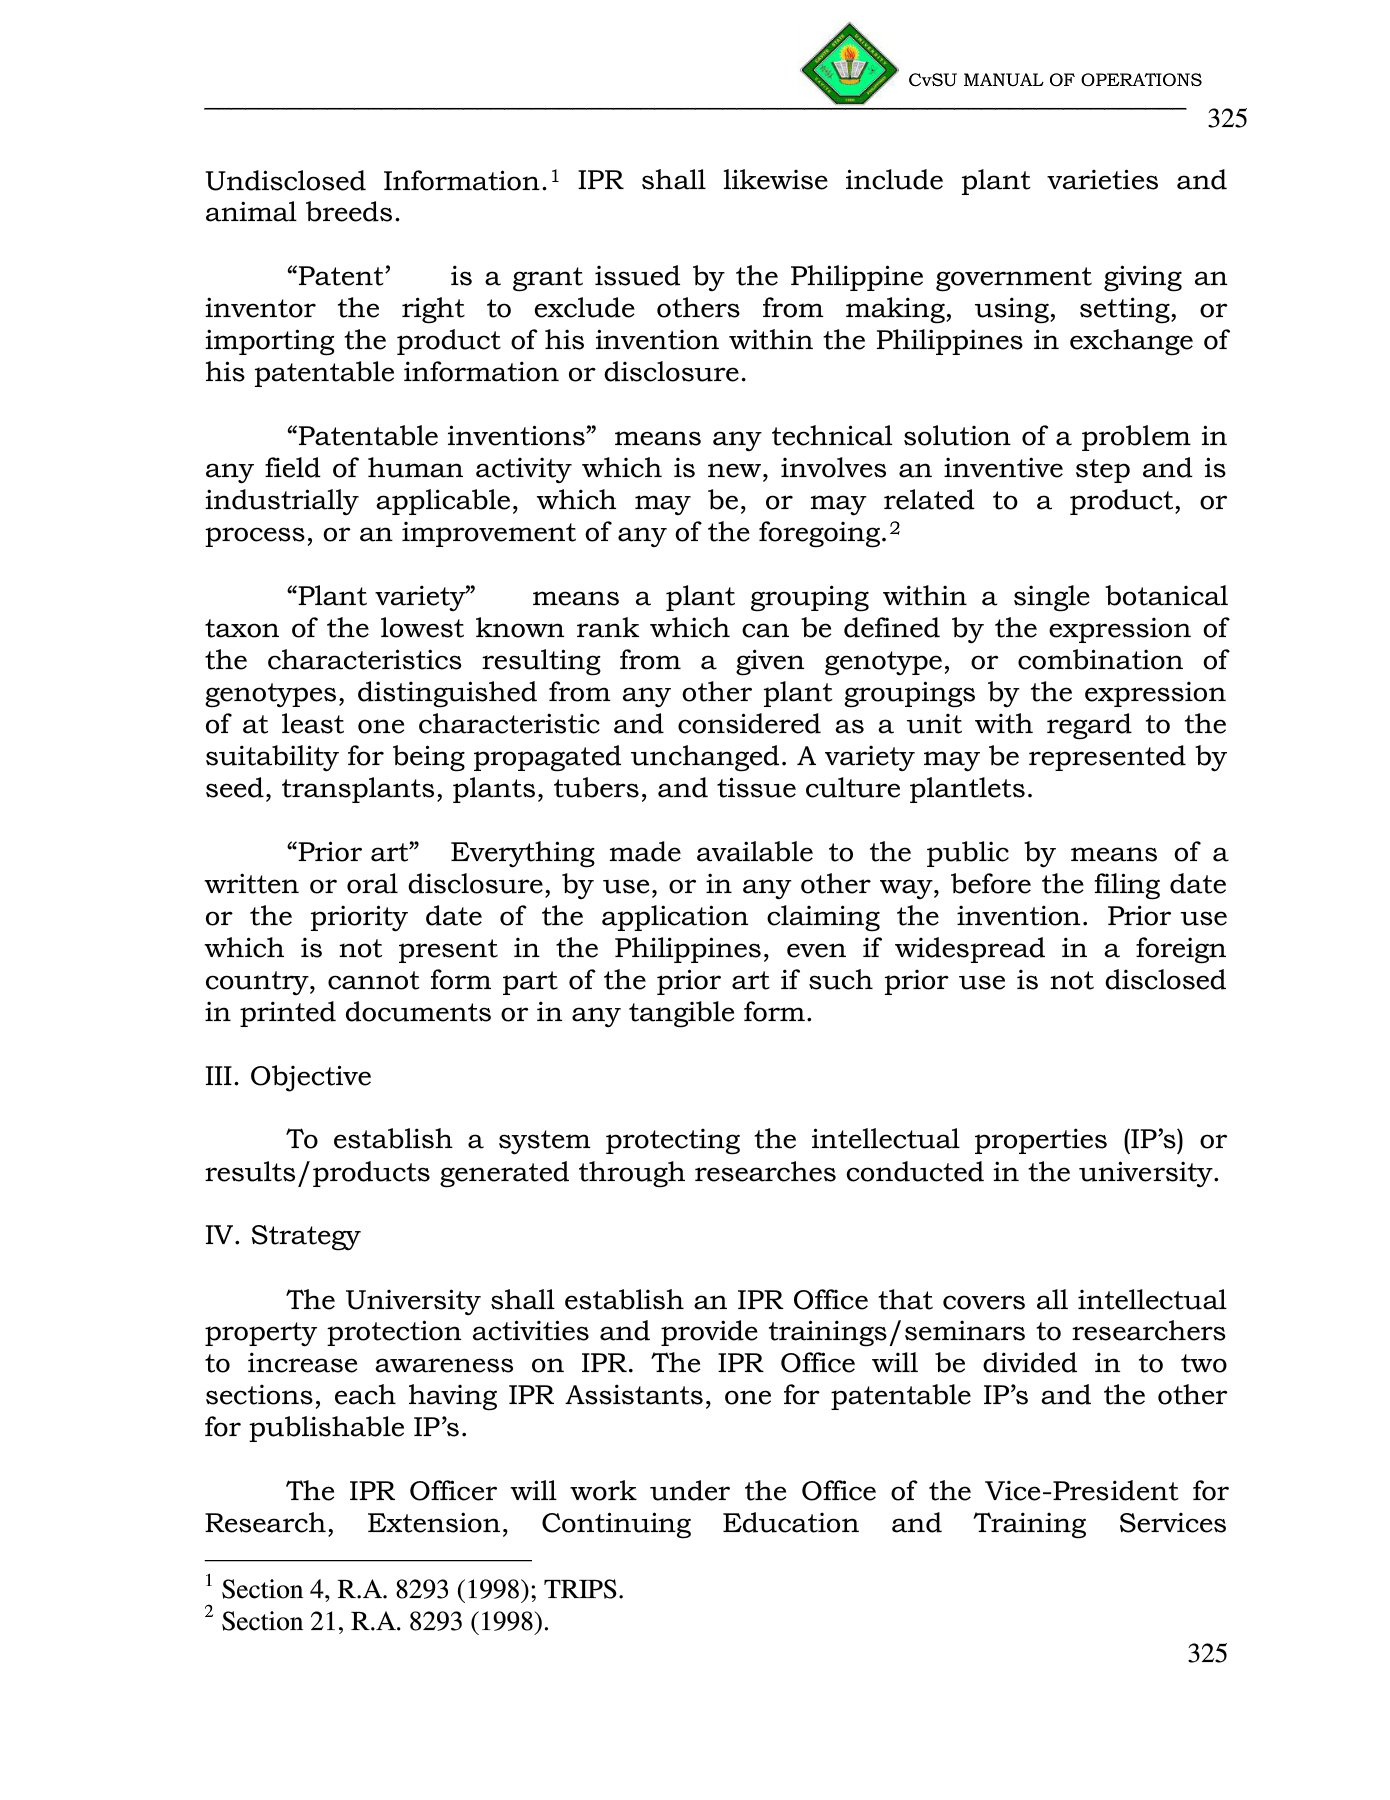 CvSU MANUAL OF OPERATIONS
325
Undisclosed Information.1 IPR shall likewise include plant varieties and
animal breeds.
“Patent’ is a grant issued by the Philippine government giving an
inventor the right to exclude others from making, using, setting, or
importing the product of his invention within the Philippines in exchange of
his patentable information or disclosure.
“Patentable inventions” means any technical solution of a problem in
any field of human activity which is new, involves an inventive step and is
industrially applicable, which may be, or may related to a product, or
process, or an improvement of any of the foregoing.2
“Plant variety” means a plant grouping within a single botanical
taxon of the lowest known rank which can be defined by the expression of
the characteristics resulting from a given genotype, or combination of
genotypes, distinguished from any other plant groupings by the expression
of at least one characteristic and considered as a unit with regard to the
suitability for being propagated unchanged. A variety may be represented by
seed, transplants, plants, tubers, and tissue culture plantlets.
“Prior art” Everything made available to the public by means of a
written or oral disclosure, by use, or in any other way, before the filing date
or the priority date of the application claiming the invention. Prior use
which is not present in the Philippines, even if widespread in a foreign
country, cannot form part of the prior art if such prior use is not disclosed
in printed documents or in any tangible form.
III. Objective
To establish a system protecting the intellectual properties (IP’s) or
results/products generated through researches conducted in the university.
IV. Strategy
The University shall establish an IPR Office that covers all intellectual
property protection activities and provide trainings/seminars to researchers
to increase awareness on IPR. The IPR Office will be divided in to two
sections, each having IPR Assistants, one for patentable IP’s and the other
for publishable IP’s.
The IPR Officer will work under the Office of the Vice-President for
Research, Extension, Continuing Education and Training Services
1 Section 4, R.A. 8293 (1998); TRIPS.
2 Section 21, R.A. 8293 (1998).
325